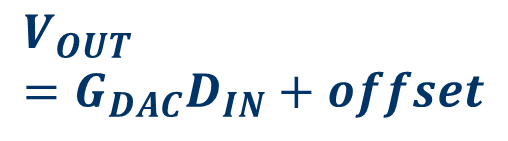 V_OUT
= G_DAC D_IN + offset